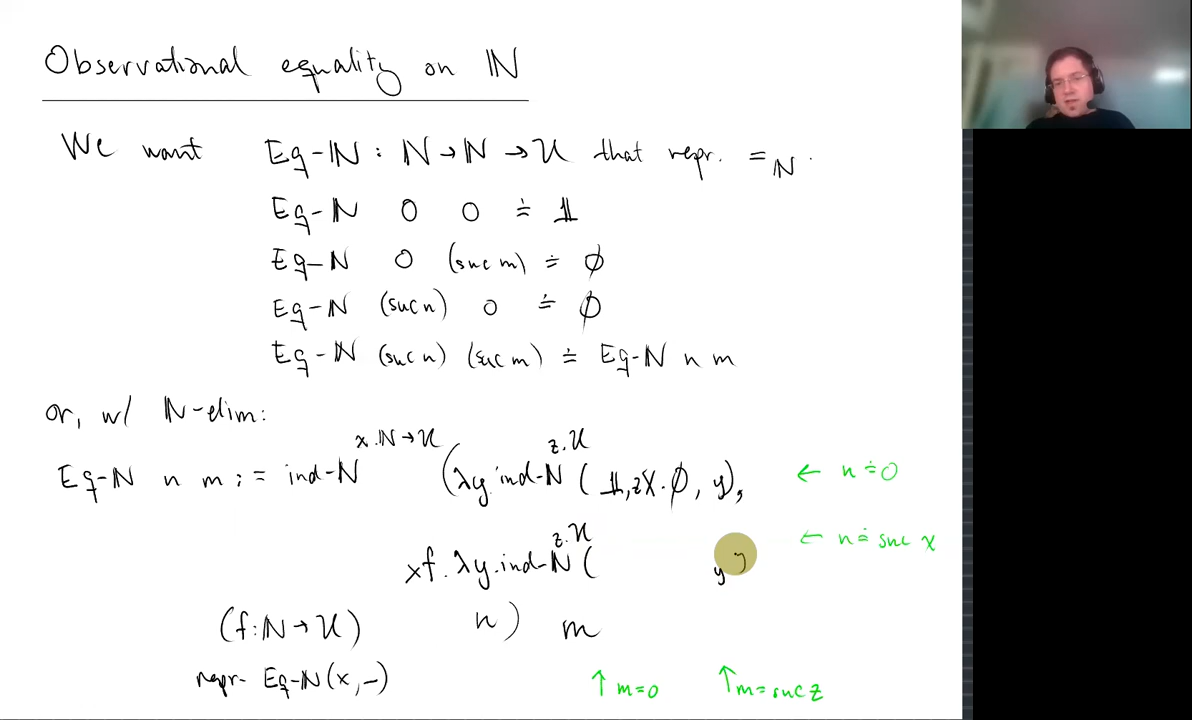 Observational equality on ℕ
We want Eq-ℕ : ℕ → ℕ → 𝒰 that repr. =ℕ.
Eq-ℕ 0 0 ≐ 𝟙
Eq-ℕ 0 (suc m) ≐ ∅
Eq-ℕ (suc n) 0 ≐ ∅
Eq-ℕ (suc n) (suc m) ≐ Eq-ℕ n m
or, w/ ℕ-elim:
x.ℕ→𝒰 z.𝒰
Eq-ℕ n m := ind-ℕ (λy.ind-ℕ (𝟙, zX.∅, y), ← n≐0
z.𝒰
xf.λy.ind-ℕ ( y) ← n≐suc x
(f:ℕ→𝒰) n) m
repr. Eq-ℕ(x,-) ↑ m=0 ↑ m=suc z